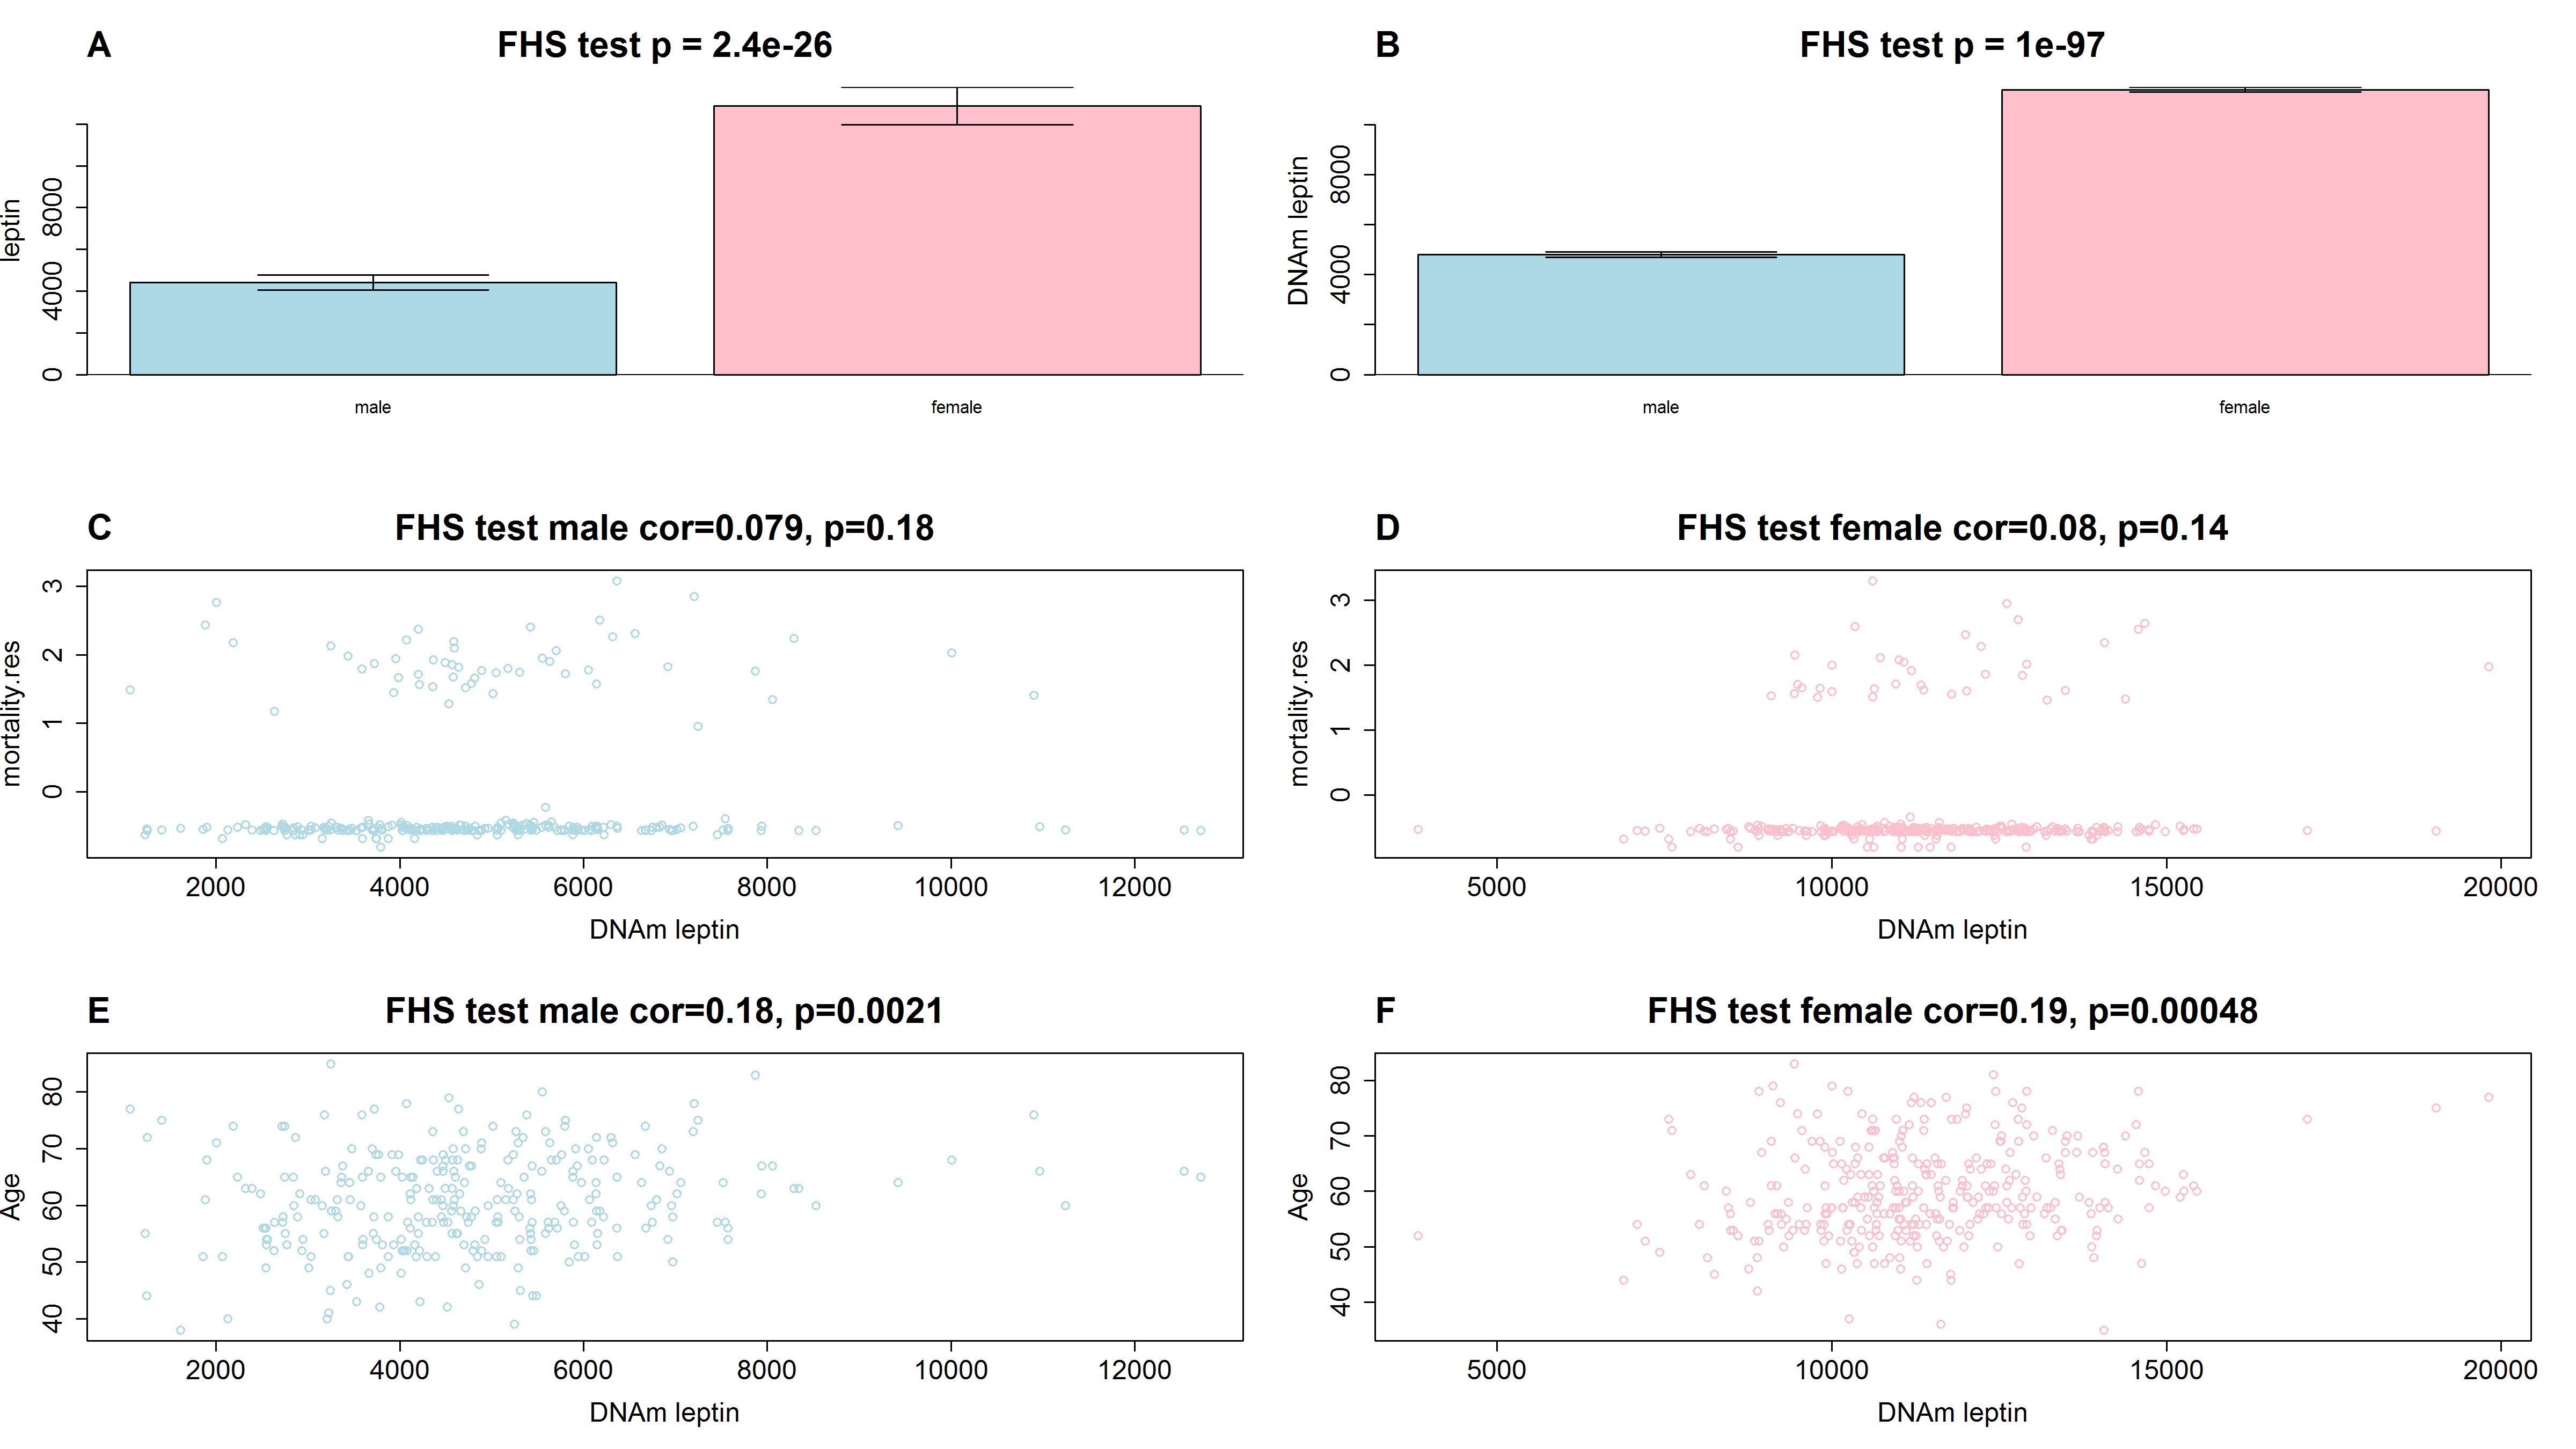 A
FHS test p = 2.4e-26
leptin
0
4000
8000
male
female
B
FHS test p = 1e-97
DNAm leptin
0
4000
8000
male
female
C
FHS test male cor=0.079, p=0.18
mortality.res
0
1
2
3
2000
4000
6000
8000
10000
12000
DNAm leptin
D
FHS test female cor=0.08, p=0.14
mortality.res
0
1
2
3
5000
10000
15000
20000
DNAm leptin
E
FHS test male cor=0.18, p=0.0021
Age
40
50
60
70
80
2000
4000
6000
8000
10000
12000
DNAm leptin
F
FHS test female cor=0.19, p=0.00048
Age
40
50
60
70
80
5000
10000
15000
20000
DNAm leptin